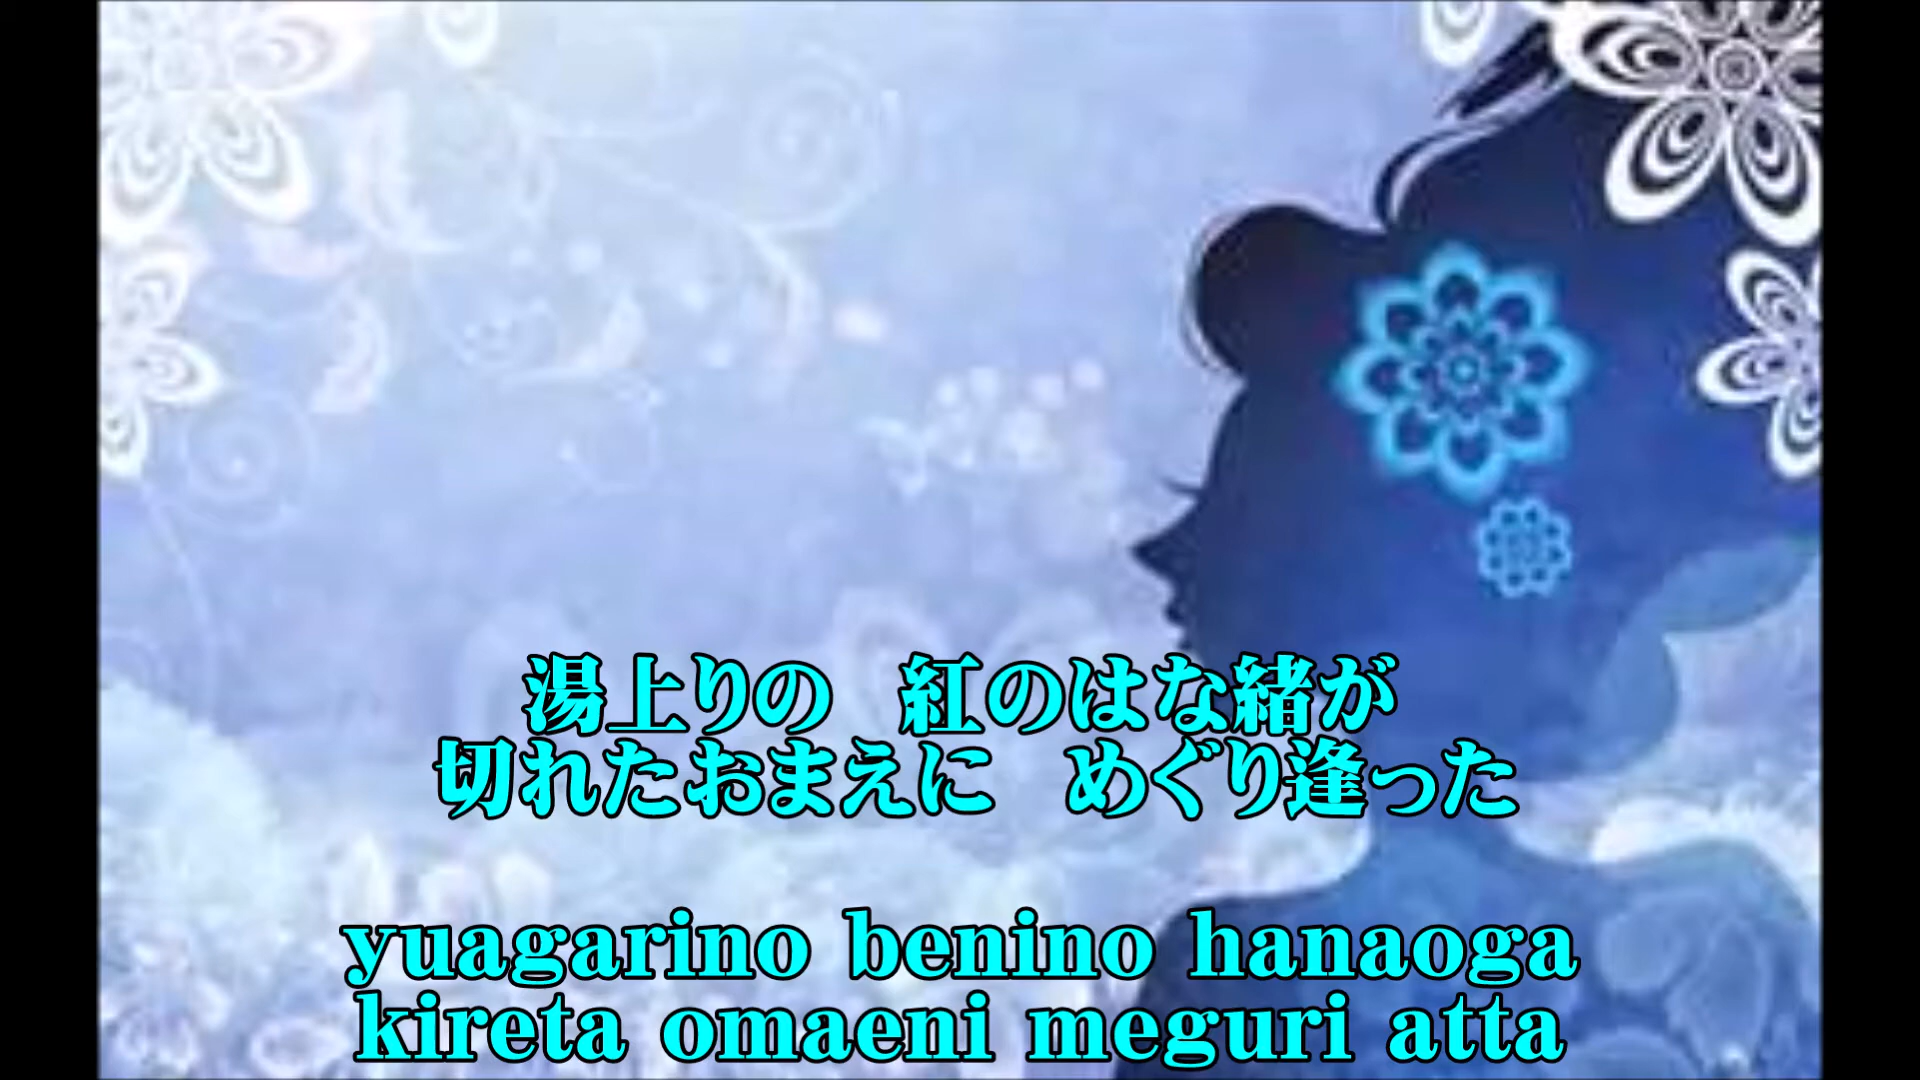 湯上りの　紅のはな緒が
切れたおまえに　めぐり逢った
yuagarino benino hanaoga
kireta omaeni meguri atta